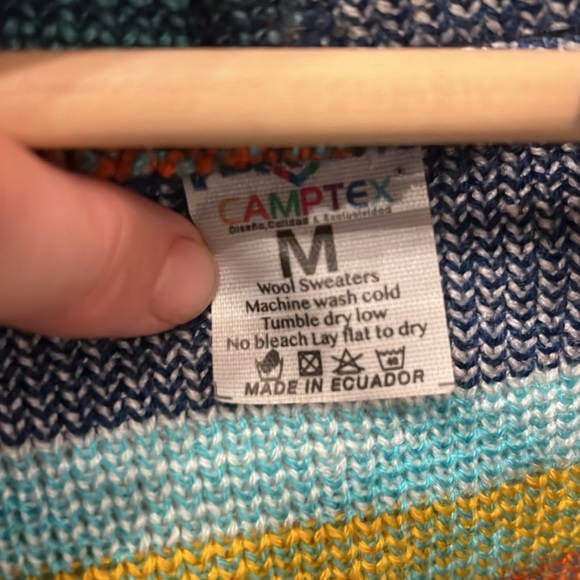 CAMPTEX
Diseño, Calidad & Exclusividad
M
Wool Sweaters
Machine wash cold
Tumble dry low
No bleach Lay flat to dry
MADE IN ECUADOR